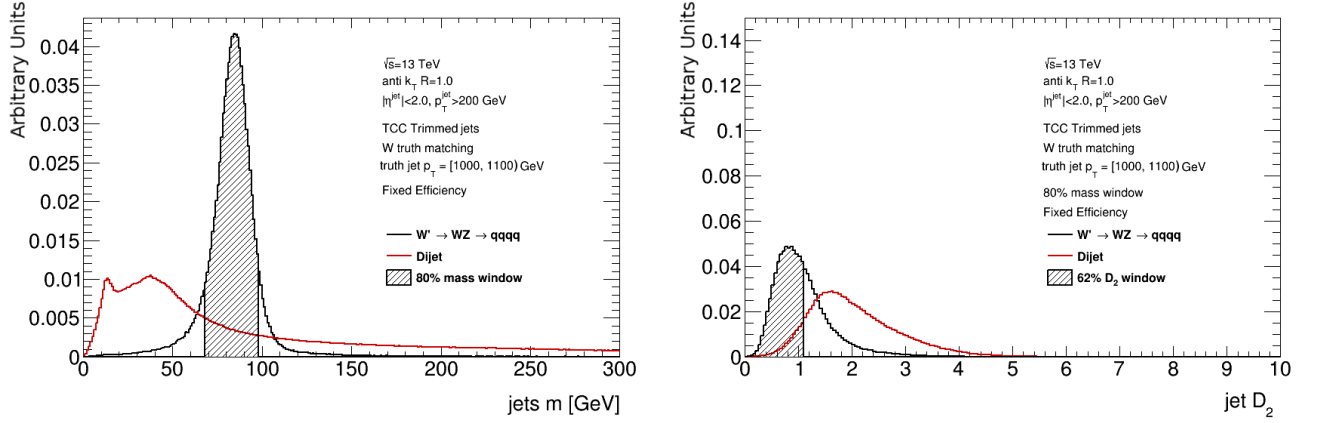 Arbitrary Units
0.04
0.035
0.03
0.025
0.02
0.015
0.01
0.005
0
0 50 100 150 200 250 300
jets m [GeV]
√s=13 TeV
anti k_T R=1.0
|η^jet|<2.0, p_T^jet>200 GeV
TCC Trimmed jets
W truth matching
truth jet p_T = [1000, 1100) GeV
Fixed Efficiency
W' → WZ → qqqq
Dijet
80% mass window
Arbitrary Units
0.14
0.12
0.1
0.08
0.06
0.04
0.02
0
0 1 2 3 4 5 6 7 8 9 10
jet D_2
√s=13 TeV
anti k_T R=1.0
|η^jet|<2.0, p_T^jet>200 GeV
TCC Trimmed jets
W truth matching
truth jet p_T = [1000, 1100) GeV
80% mass window
Fixed Efficiency
W' → WZ → qqqq
Dijet
62% D_2 window